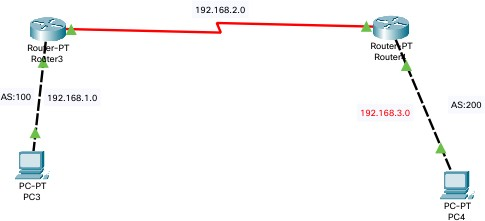 192.168.2.0
Router-PT
Router3
Router-PT
AS:100
192.168.1.0
192.168.3.0
AS:200
PC-PT
PC3
PC-PT
PC4